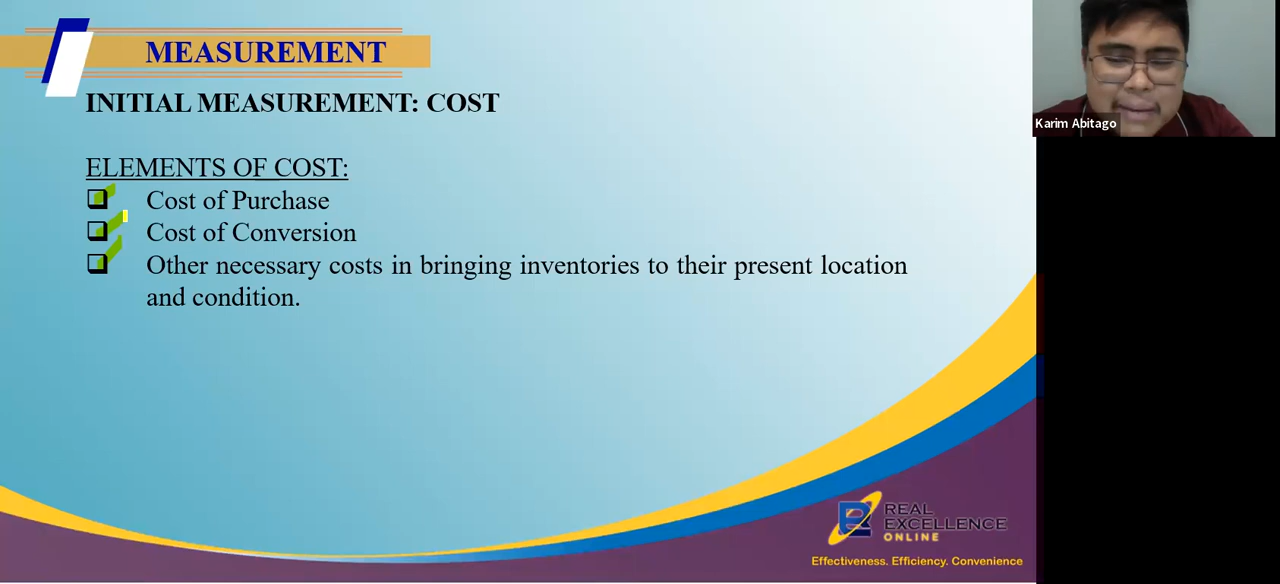 MEASUREMENT
INITIAL MEASUREMENT: COST
ELEMENTS OF COST:
Cost of Purchase
Cost of Conversion
Other necessary costs in bringing inventories to their present location
and condition.
Karim Abitago
REAL
EXCELLENCE
ONLINE
Effectiveness. Efficiency. Convenience